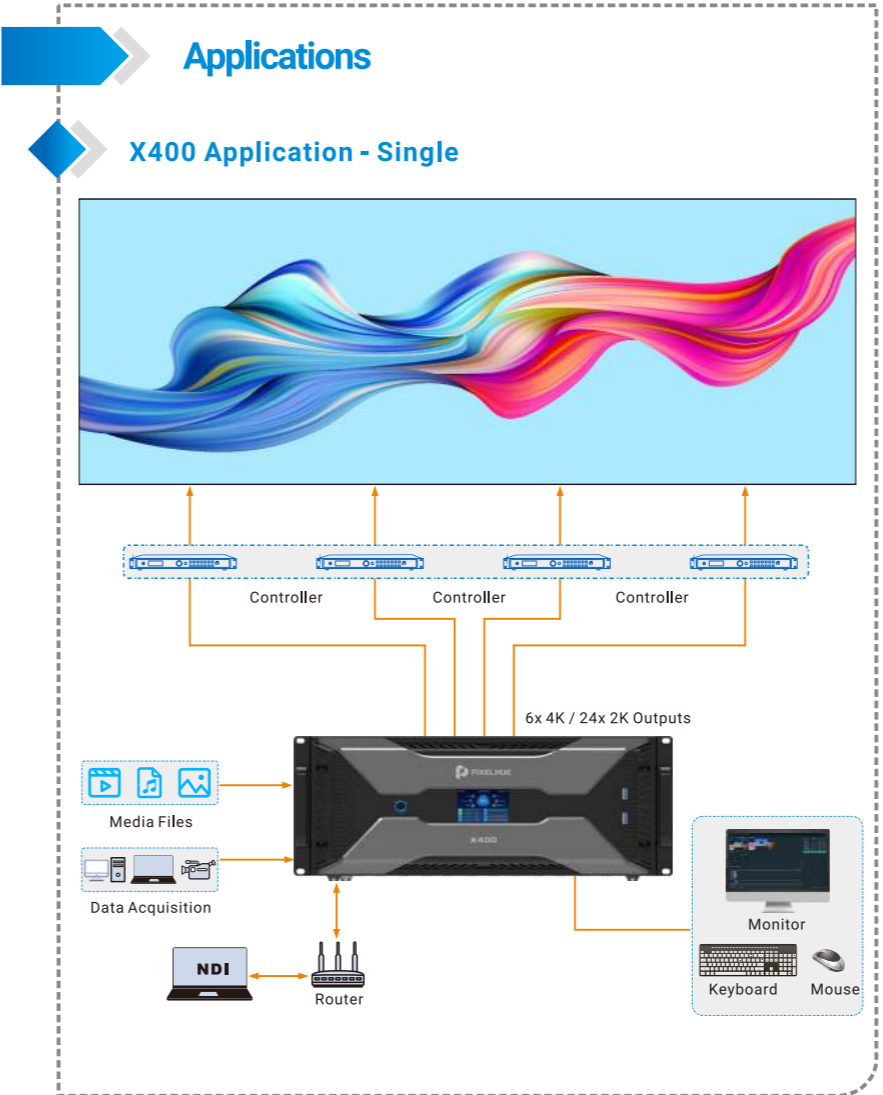 Applications
X400 Application - Single
Controller
Controller
Controller
6x 4K / 24x 2K Outputs
PIXELHUE
X400
Media Files
Data Acquisition
NDI
Router
Monitor
Keyboard
Mouse